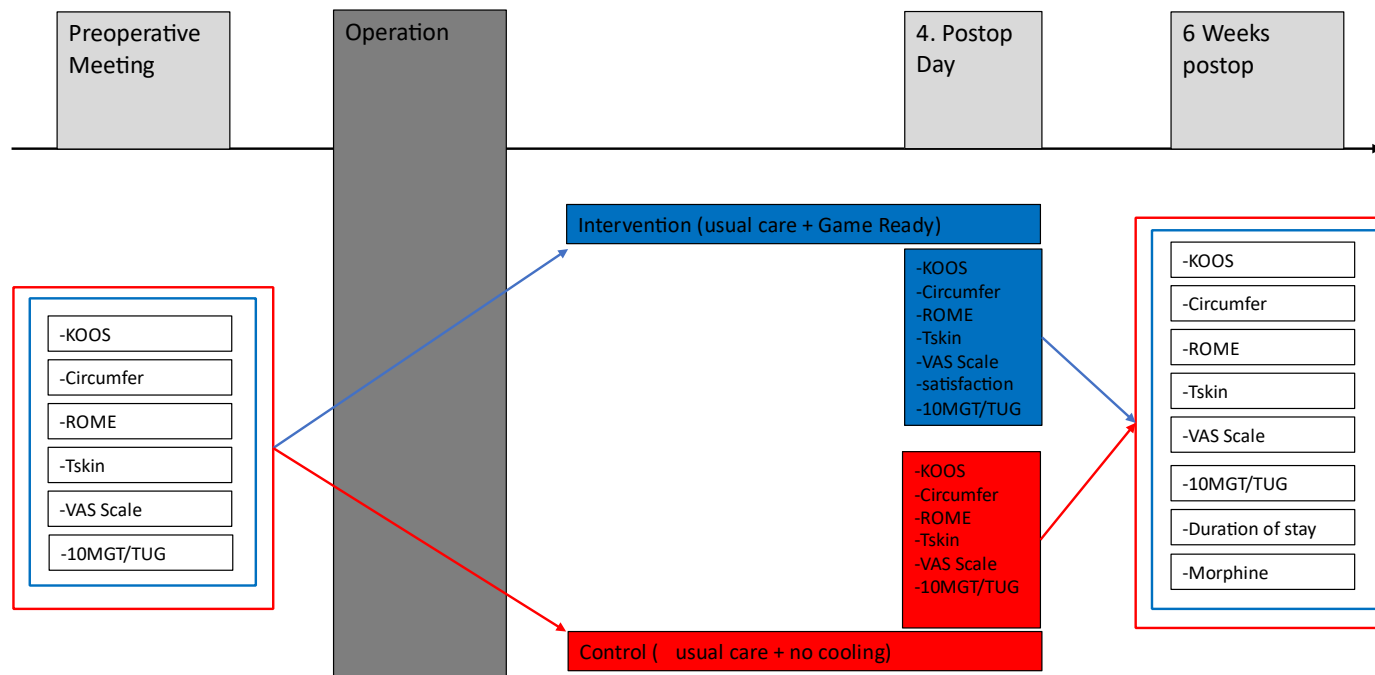 Preoperative
Meeting
Operation
4. Postop
Day
6 Weeks
postop
Intervention (usual care + Game Ready)
-KOOS
-Circumfer
-ROME
-Tskin
-VAS Scale
-10MGT/TUG
-KOOS
-Circumfer
-ROME
-Tskin
-VAS Scale
-satisfaction
-10MGT/TUG
-KOOS
-Circumfer
-ROME
-Tskin
-VAS Scale
-10MGT/TUG
Control ( usual care + no cooling)
-KOOS
-Circumfer
-ROME
-Tskin
-VAS Scale
-10MGT/TUG
-Duration of stay
-Morphine